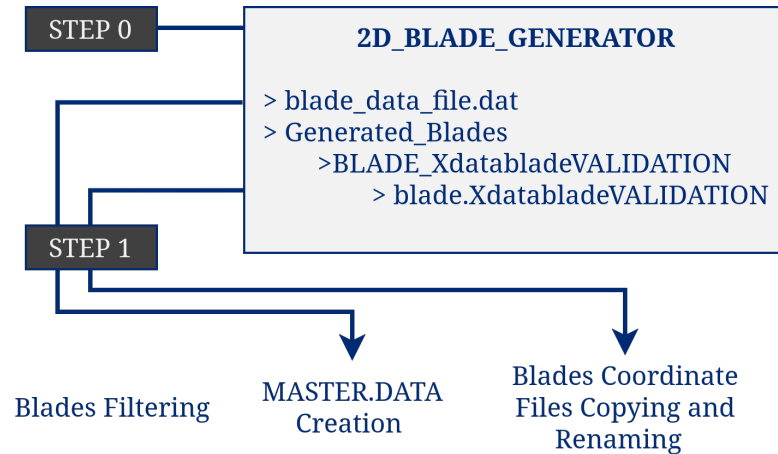 STEP 0
2D_BLADE_GENERATOR
> blade_data_file.dat
> Generated_Blades
>BLADE_XdatabladeVALIDATION
> blade.XdatabladeVALIDATION
STEP 1
Blades Filtering
MASTER.DATA
Creation
Blades Coordinate
Files Copying and
Renaming